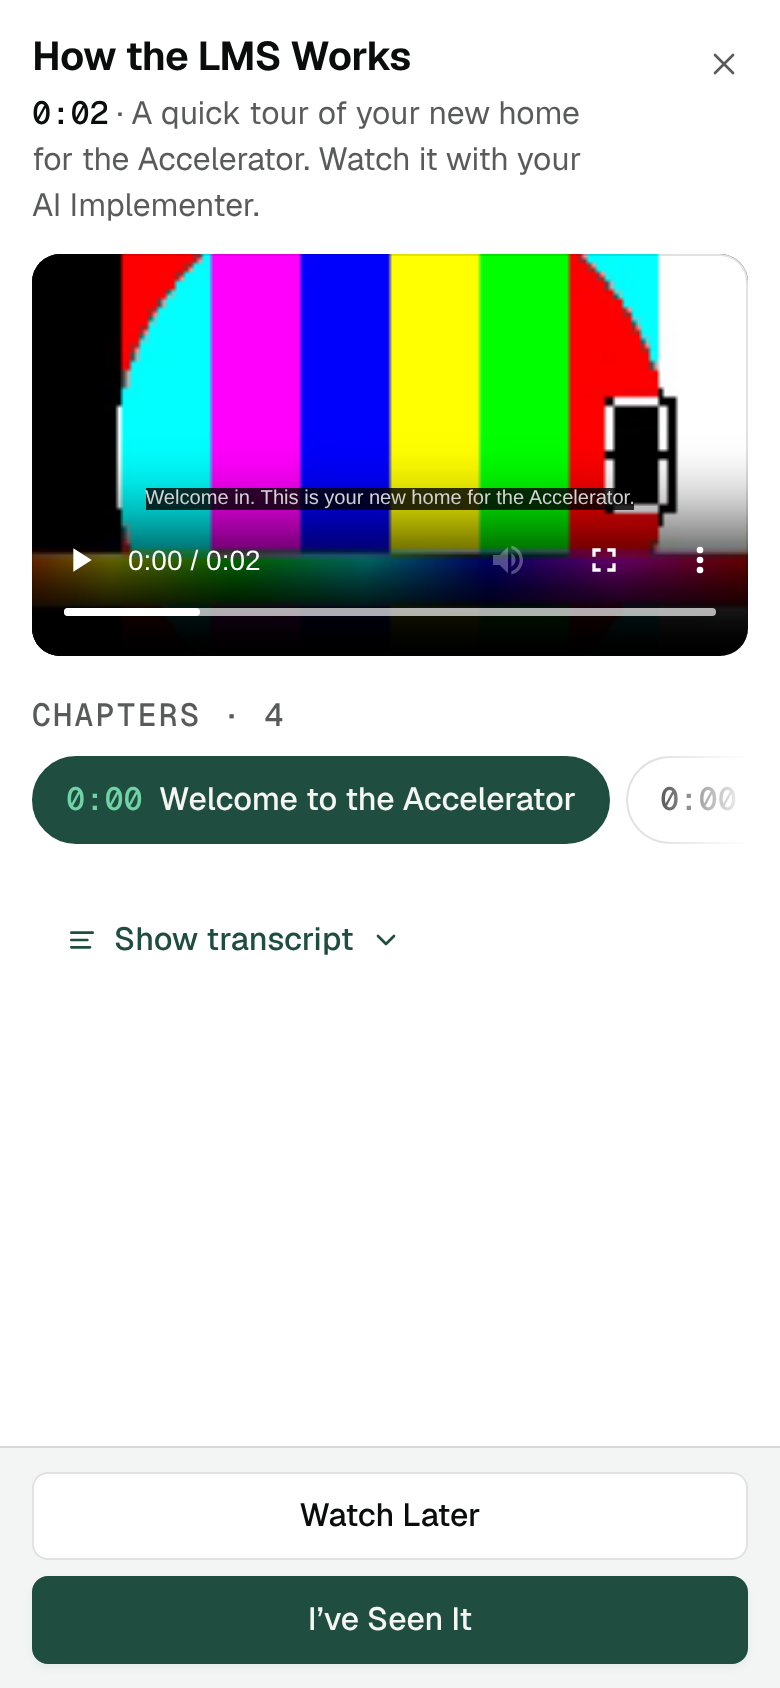 How the LMS Works
0:02 · A quick tour of your new home
for the Accelerator. Watch it with your
AI Implementer.
Welcome in. This is your new home for the Accelerator.
0:00 / 0:02
CHAPTERS · 4
0:00 Welcome to the Accelerator
0:00
Show transcript
Watch Later
I’ve Seen It